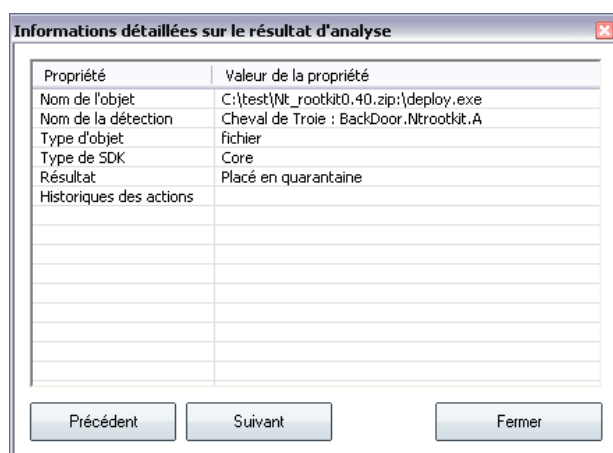 Informations détaillées sur le résultat d'analyse
Propriété Valeur de la propriété
Nom de l'objet C:\test\Nt_rootkit0.40.zip:\deploy.exe
Nom de la détection Cheval de Troie : BackDoor.Ntrootkit.A
Type d'objet fichier
Type de SDK Core
Résultat Placé en quarantaine
Historiques des actions
Précédent Suivant Fermer